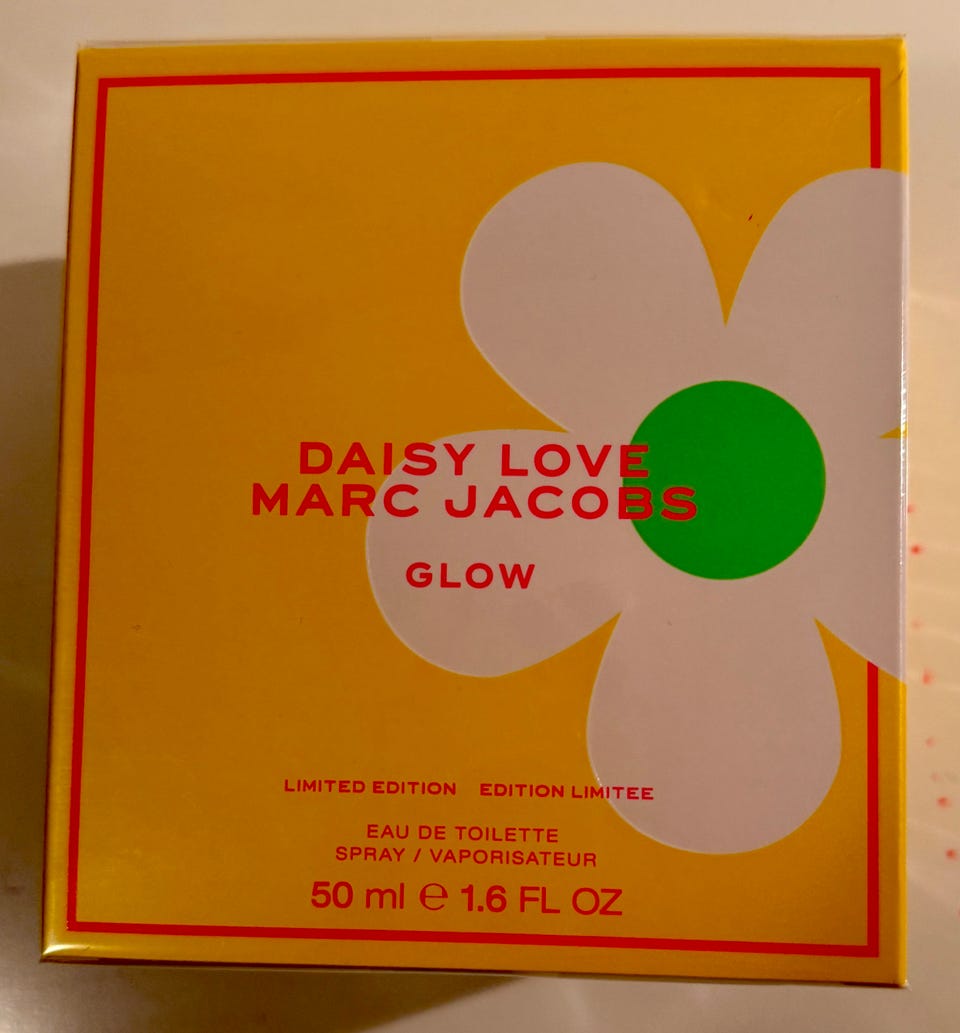 DAISY LOVE
MARC JACOBS
GLOW
LIMITED EDITION EDITION LIMITEE
EAU DE TOILETTE
SPRAY / VAPORISATEUR
50 ml ℮ 1.6 FL OZ